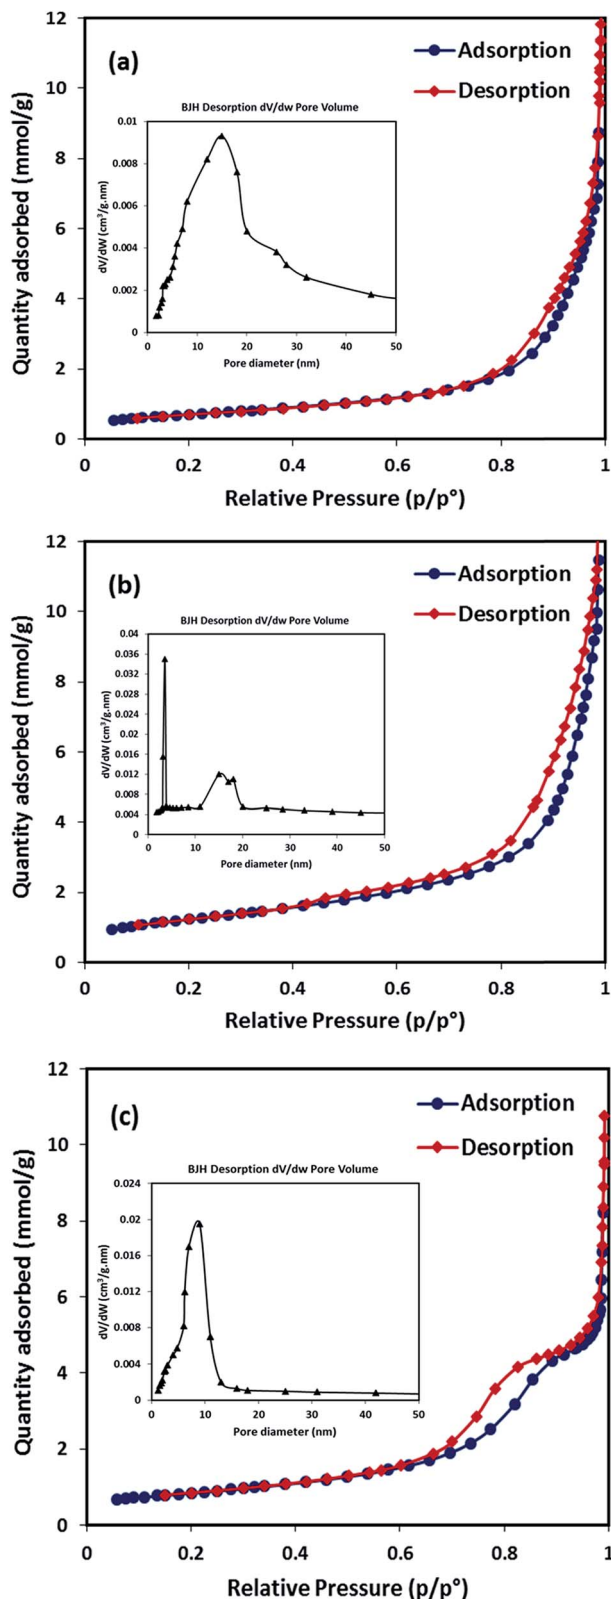 (a)
Adsorption
Desorption
BJH Desorption dV/dw Pore Volume
dV/dW (cm³/g.nm)
0.01
0.008
0.006
0.004
0.002
0
0 10 20 30 40 50
Pore diameter (nm)
Quantity adsorbed (mmol/g)
12
10
8
6
4
2
0
0 0.2 0.4 0.6 0.8 1
Relative Pressure (p/p°)
(b)
Adsorption
Desorption
BJH Desorption dV/dw Pore Volume
dV/dW (cm³/g.nm)
0.04
0.036
0.032
0.028
0.024
0.02
0.016
0.012
0.008
0.004
0
0 10 20 30 40 50
Pore diameter (nm)
Quantity adsorbed (mmol/g)
12
10
8
6
4
2
0
0 0.2 0.4 0.6 0.8 1
Relative Pressure (p/p°)
(c)
Adsorption
Desorption
BJH Desorption dV/dw Pore Volume
dV/dW (cm³/g.nm)
0.024
0.02
0.016
0.012
0.008
0.004
0
0 10 20 30 40 50
Pore diameter (nm)
Quantity adsorbed (mmol/g)
12
10
8
6
4
2
0
0 0.2 0.4 0.6 0.8 1
Relative Pressure (p/p°)